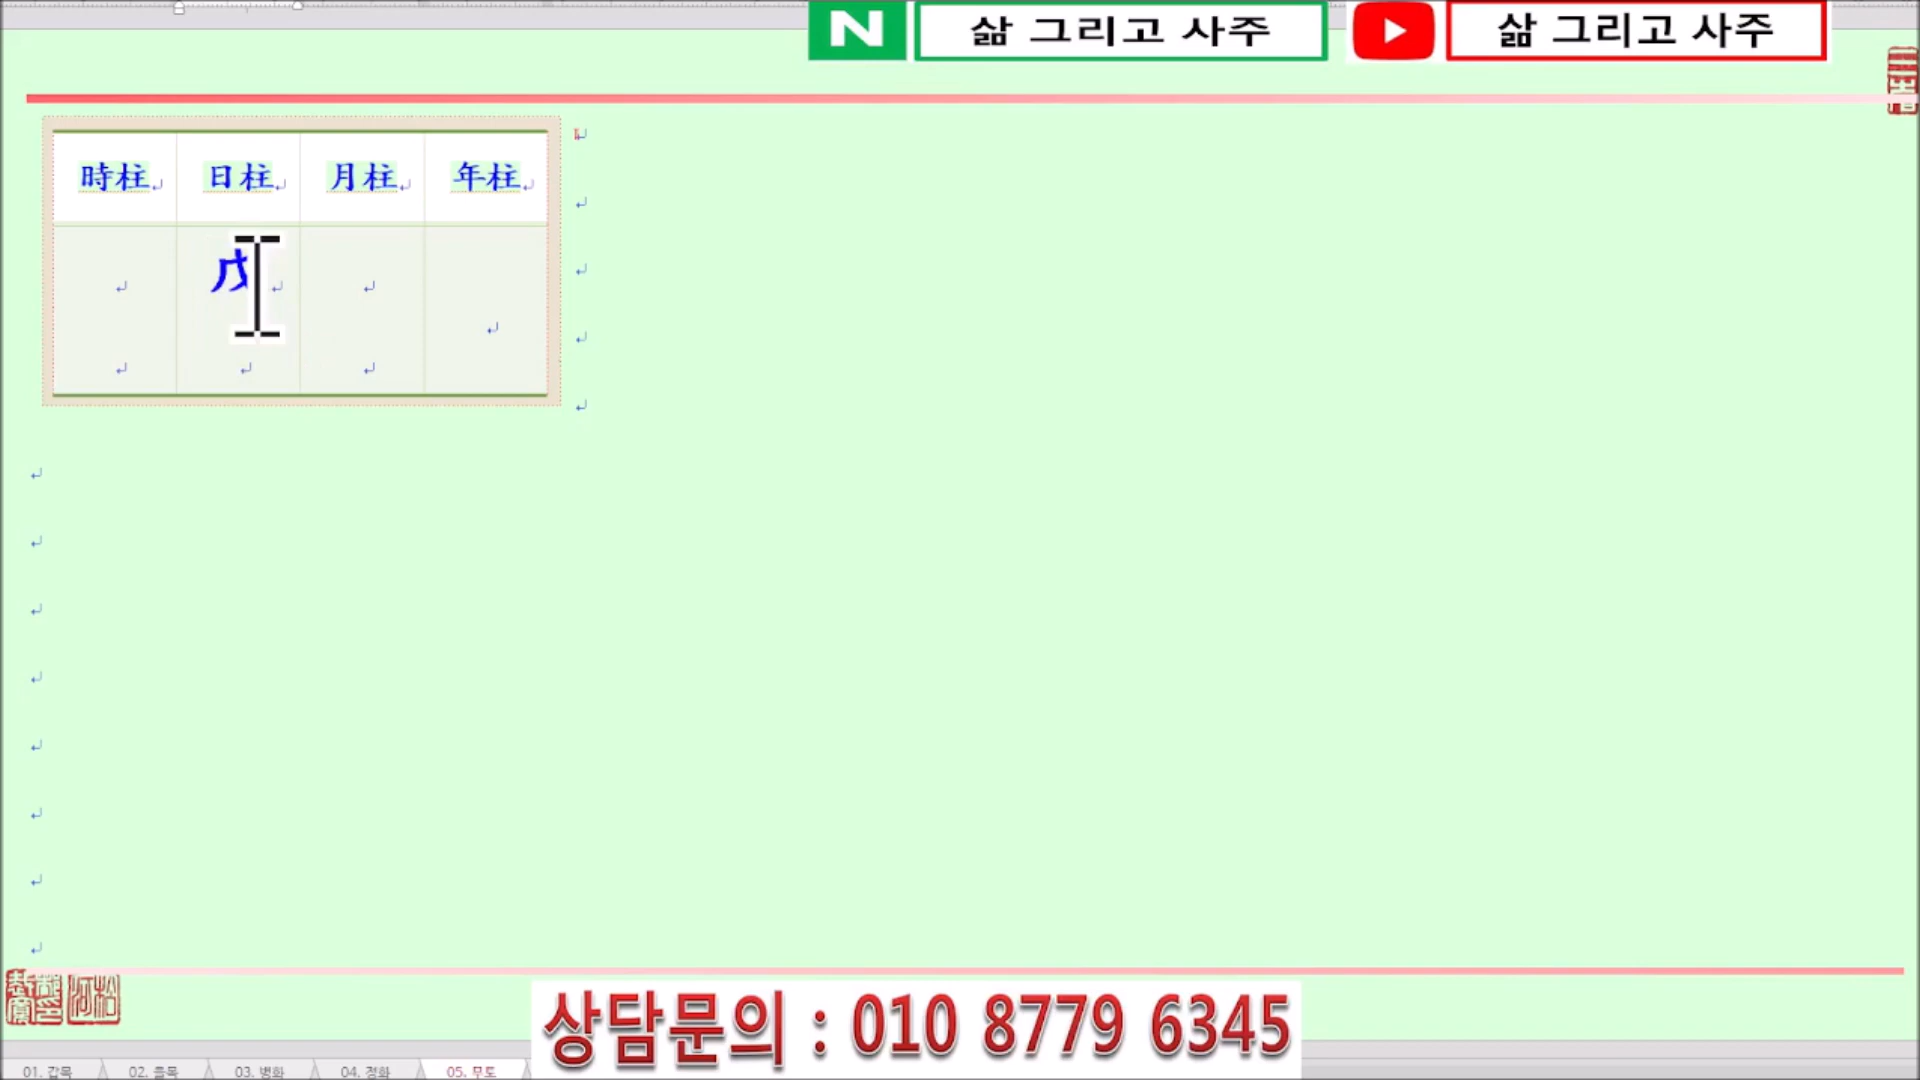 N 삶 그리고 사주 삶 그리고 사주
時柱 日柱 月柱 年柱
戊
상담문의 : 010 8779 6345
01. 갑목 02. 을목 03. 병화 04. 정화 05. 무토